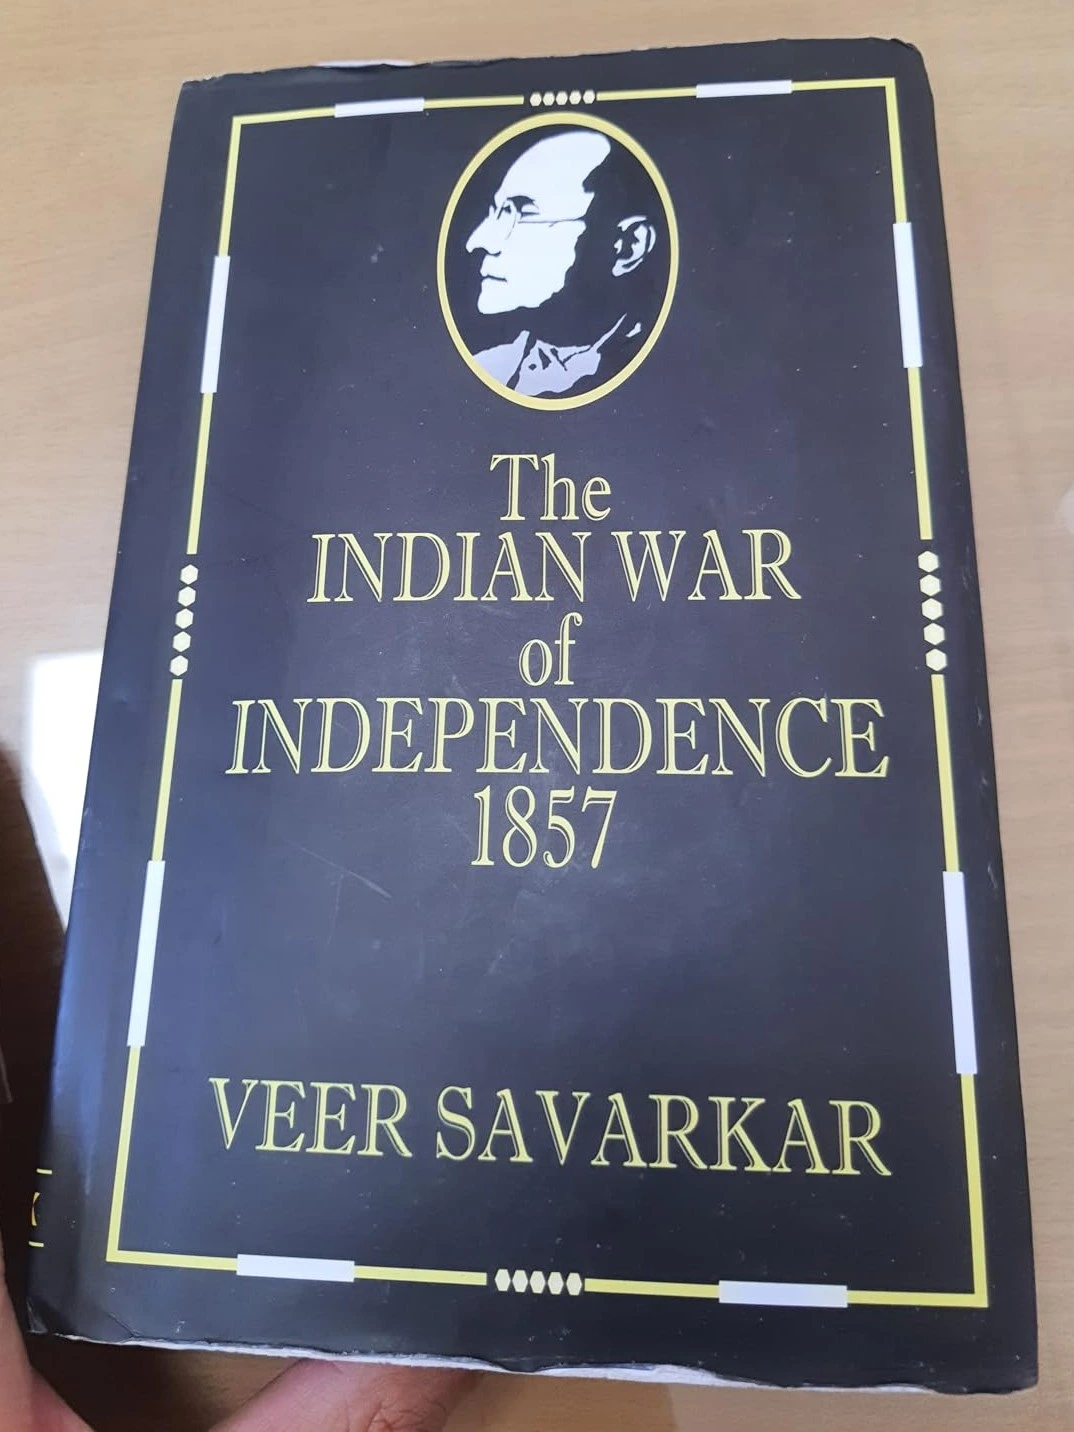 The
INDIAN WAR
of
INDEPENDENCE
1857
VEER SAVARKAR